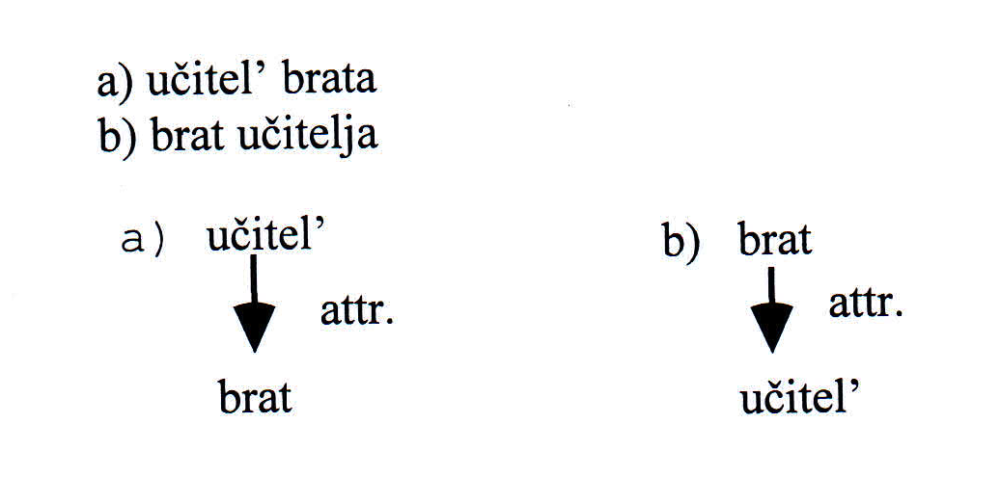 a) učitel’ brata
b) brat učitelja
a) učitel’
attr.
brat
b) brat
attr.
učitel’